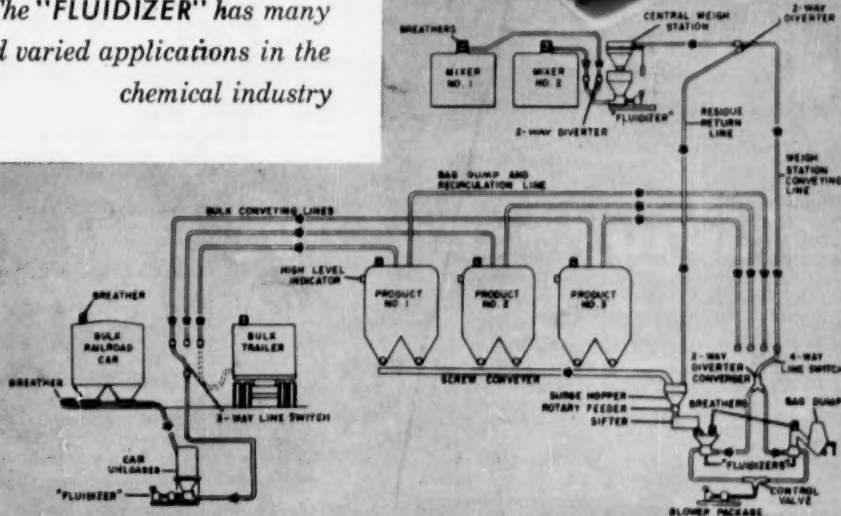 The "FLUIDIZER" has many
d varied applications in the
chemical industry
BREATHERS
MIXER
NO. 1
MIXER
NO. 2
2-WAY DIVERTER
CENTRAL WEIGH
STATION
"FLUIDIZER"
2-WAY
DIVERTER
RESIDUE
RETURN
LINE
WEIGH
STATION
CONVEYING
LINE
BAG DUMP AND
RECIRCULATION LINE
BULK CONVEYING LINES
HIGH LEVEL
INDICATOR
PRODUCT
NO. 1
PRODUCT
NO. 2
PRODUCT
NO. 3
BREATHER
BULK
RAILROAD
CAR
BULK
TRAILER
BREATHER
3-WAY LINE SWITCH
CAR
UNLOADER
"FLUIDIZER"
SCREW CONVEYER
SURGE HOPPER
ROTARY FEEDER
SIFTER
2-WAY
DIVERTER
CONVERGER
4-WAY
LINE SWITCH
BREATHERS
BAG DUMP
"FLUIDIZERS"
CONTROL
VALVE
BLOWER PACKAGE